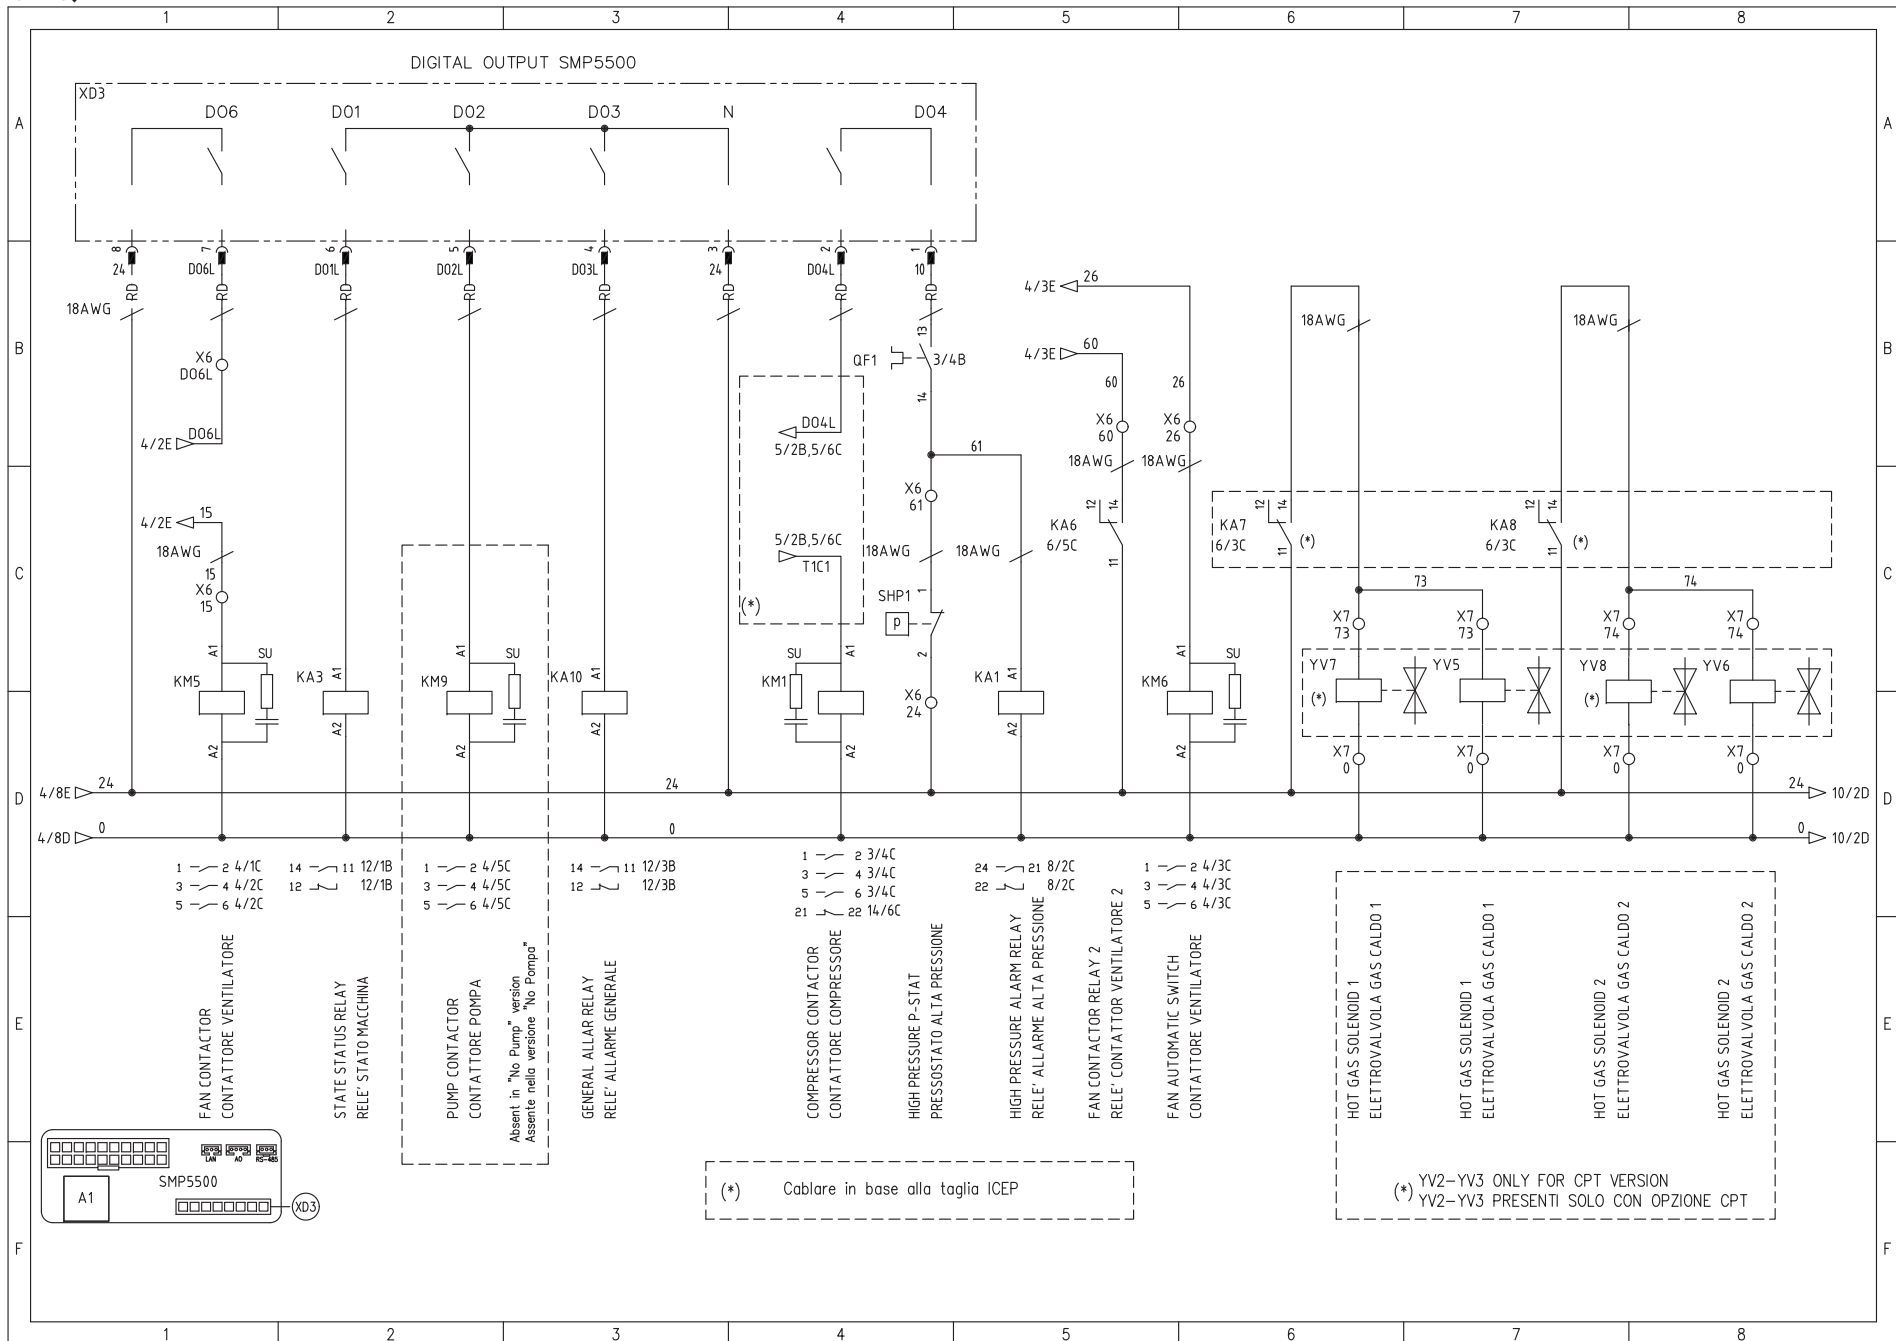 1 2 3 4 5 6 7 8
DIGITAL OUTPUT SMP5500
XD3
A DO6 DO1 DO2 DO3 N DO4 A
8 7 6 5 4 3 2 1
24 DO6L DO1L DO2L DO3L 24 DO4L 10
RD RD RD RD RD RD RD RD
4/3E 26
18AWG 18AWG 18AWG
13
B X6 QF1 3/4B 4/3E 60 B
DO6L
14 60 26
4/2E DO6L DO4L X6 X6
60 26
5/2B,5/6C 61
18AWG 18AWG
X6
61
12 14 12 14 12 14
4/2E 15 KA6 KA7 KA8
6/5C 6/3C (*) 6/3C (*)
11 11 11
5/2B,5/6C
18AWG T1C1 18AWG 18AWG
C 15 C
X6 SHP1 1 73 74
15 (*)
p
X7 X7 X7 X7
73 73 74 74
A1 SU A1 A1 SU A1 SU A1 2 A1 A1 SU
YV7 YV5 YV8 YV6
KM5 KA3 KM9 KA10 KM1 X6 KA1 KM6
24 (*) (*)
A2 A2 A2 A2 A2 A2 A2
X7 X7 X7 X7
0 0 0 0
4/8E 24 24 24 10/2D
D D
4/8D 0 0 0 10/2D
1 2 4/1C
3 4 4/2C
5 6 4/2C
14 11 12/1B
12 12/1B
1 2 4/5C
3 4 4/5C
5 6 4/5C
14 11 12/3B
12 12/3B
1 2 3/4C
3 4 3/4C
5 6 3/4C
21 22 14/6C
24 21 8/2C
22 8/2C
1 2 4/3C
3 4 4/3C
5 6 4/3C
E E
FAN CONTACTOR
CONTATTORE VENTILATORE
STATE STATUS RELAY
RELE' STATO MACCHINA
PUMP CONTACTOR
CONTATTORE POMPA
Absent in "No Pump" version
Assente nella versione "No Pompa"
GENERAL ALLAR RELAY
RELE' ALLARME GENERALE
COMPRESSOR CONTACTOR
CONTATTORE COMPRESSORE
HIGH PRESSURE P-STAT
PRESSOSTATO ALTA PRESSIONE
HIGH PRESSURE ALARM RELAY
RELE' ALLARME ALTA PRESSIONE
FAN CONTACTOR RELAY 2
RELE' CONTATTOR VENTILATORE 2
FAN AUTOMATIC SWITCH
CONTATTORE VENTILATORE
HOT GAS SOLENOID 1
ELETTROVALVOLA GAS CALDO 1
HOT GAS SOLENOID 1
ELETTROVALVOLA GAS CALDO 1
HOT GAS SOLENOID 2
ELETTROVALVOLA GAS CALDO 2
HOT GAS SOLENOID 2
ELETTROVALVOLA GAS CALDO 2
LAN AO RS-485
SMP5500
A1
XD3
(*) Cablare in base alla taglia ICEP
(*) YV2-YV3 ONLY FOR CPT VERSION
YV2-YV3 PRESENTI SOLO CON OPZIONE CPT
F F
1 2 3 4 5 6 7 8